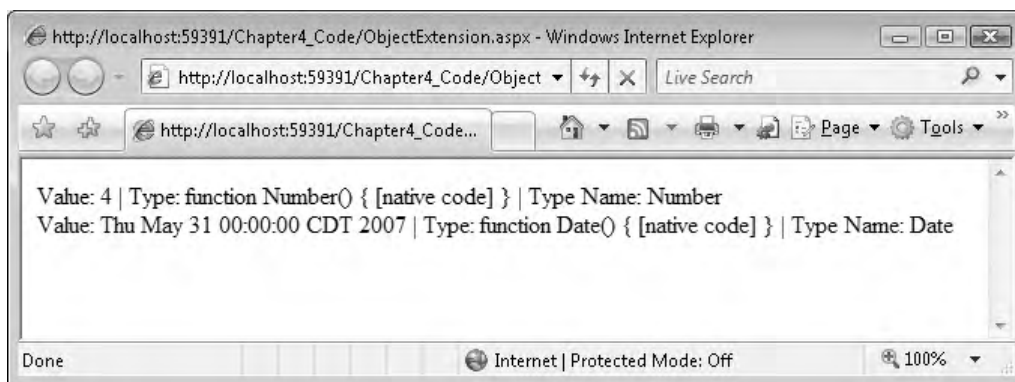 http://localhost:59391/Chapter4_Code/ObjectExtension.aspx - Windows Internet Explorer
http://localhost:59391/Chapter4_Code/Object
Live Search
http://localhost:59391/Chapter4_Code...
Page
Tools
Value: 4 | Type: function Number() { [native code] } | Type Name: Number
Value: Thu May 31 00:00:00 CDT 2007 | Type: function Date() { [native code] } | Type Name: Date
Done
Internet | Protected Mode: Off
100%